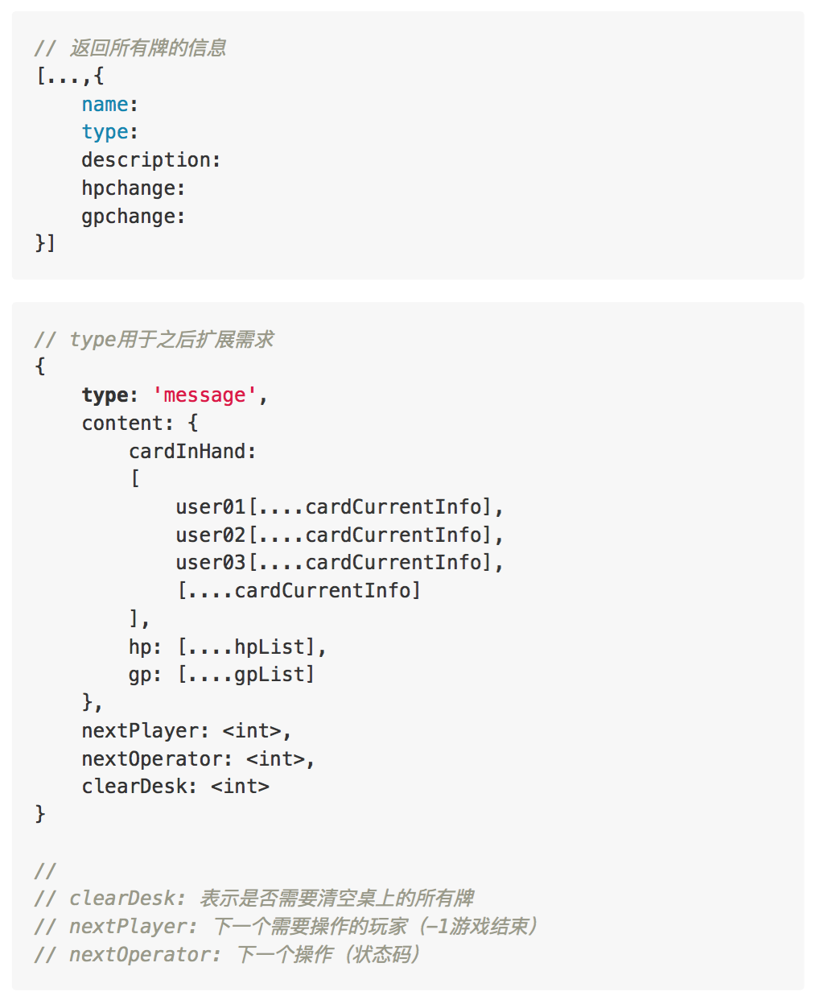 // 返回所有牌的信息
[...,{
    name:
    type:
    description:
    hpchange:
    gpchange:
}]
// type用于之后扩展需求
{
    type: 'message',
    content: {
        cardInHand:
        [
            user01[....cardCurrentInfo],
            user02[....cardCurrentInfo],
            user03[....cardCurrentInfo],
            [....cardCurrentInfo]
        ],
        hp: [....hpList],
        gp: [....gpList]
    },
    nextPlayer: <int>,
    nextOperator: <int>,
    clearDesk: <int>
}
//
// clearDesk: 表示是否需要清空桌上的所有牌
// nextPlayer: 下一个需要操作的玩家（-1游戏结束）
// nextOperator: 下一个操作（状态码）